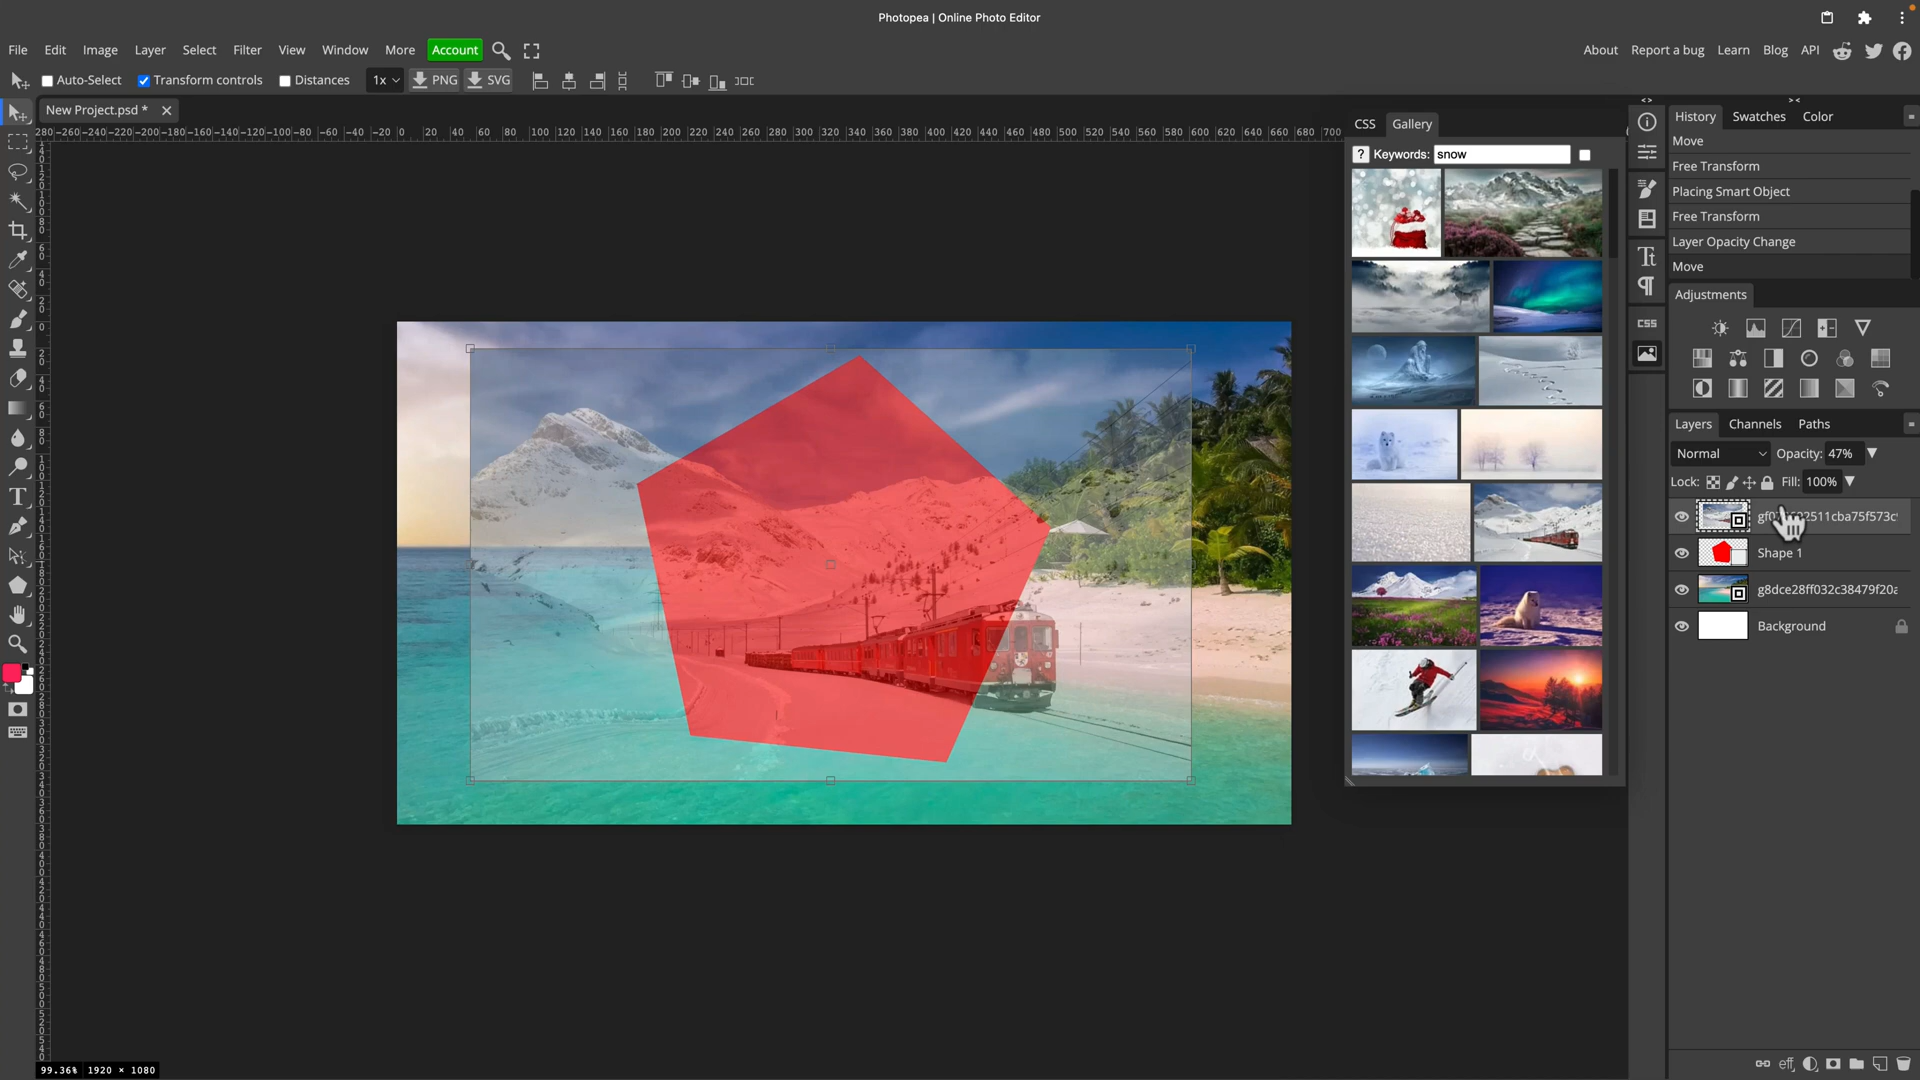 Photopea | Online Photo Editor
File Edit Image Layer Select Filter View Window More Account
About Report a bug Learn Blog API
Auto-Select Transform controls Distances 1x PNG SVG
New Project.psd *
CSS Gallery
? Keywords: snow
History Swatches Color
Move
Free Transform
Placing Smart Object
Free Transform
Layer Opacity Change
Move
Adjustments
CSS
Layers Channels Paths
Normal Opacity: 47%
Lock: Fill: 100%
Shape 1
g8dce28ff032c38479f20a
Background
eff
99.36% 1920 × 1080